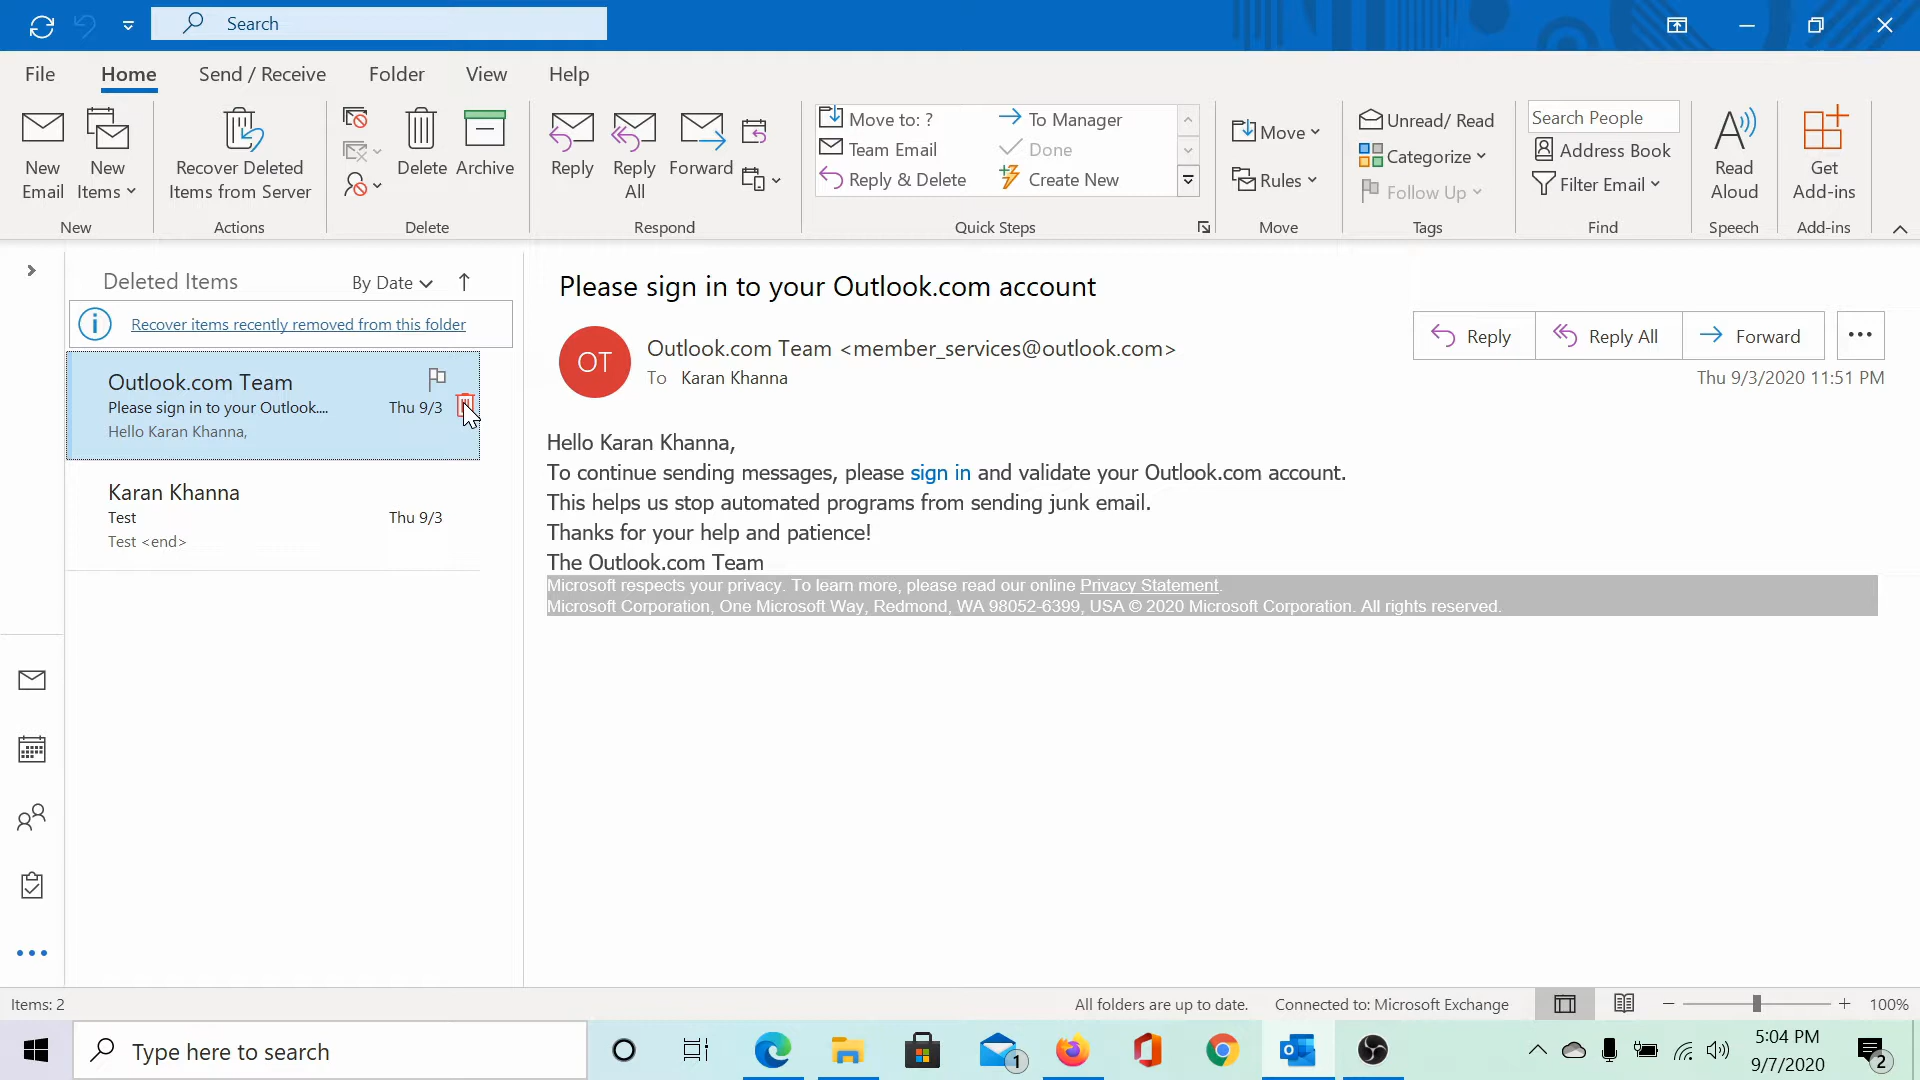 Search
File Home Send / Receive Folder View Help
New Email
New Items
New
Recover Deleted Items from Server
Actions
Delete
Archive
Delete
Reply
Reply All
Forward
Respond
Move to: ?
Team Email
Reply & Delete
To Manager
Done
Create New
Quick Steps
Move
Rules
Move
Unread/ Read
Categorize
Follow Up
Tags
Search People
Address Book
Filter Email
Find
Read Aloud
Speech
Get Add-ins
Add-ins
Deleted Items By Date
Recover items recently removed from this folder
Outlook.com Team
Please sign in to your Outlook.... Thu 9/3
Hello Karan Khanna,
Karan Khanna
Test Thu 9/3
Test <end>
Please sign in to your Outlook.com account
OT
Outlook.com Team <member_services@outlook.com>
To Karan Khanna
Reply Reply All Forward
Thu 9/3/2020 11:51 PM
Hello Karan Khanna,
To continue sending messages, please sign in and validate your Outlook.com account.
This helps us stop automated programs from sending junk email.
Thanks for your help and patience!
The Outlook.com Team
Microsoft respects your privacy. To learn more, please read our online Privacy Statement.
Microsoft Corporation, One Microsoft Way, Redmond, WA 98052-6399, USA © 2020 Microsoft Corporation. All rights reserved.
Items: 2 All folders are up to date. Connected to: Microsoft Exchange 100%
Type here to search
1
5:04 PM
9/7/2020
2